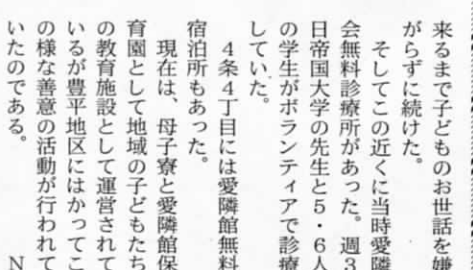 来るまで子どものお世話を嫌
がらずに続けた。
そしてこの近くに当時愛隣
会無料診療所があった。週3
日帝国大学の先生と5・6人
の学生がボランティアで診療
していた。
4条4丁目には愛隣館無料
宿泊所もあった。
現在は、母子寮と愛隣館保
育園として地域の子どもたち
の教育施設として運営されて
いるが豊平地区にはかってこ
の様な善意の活動が行われて
いたのである。
N